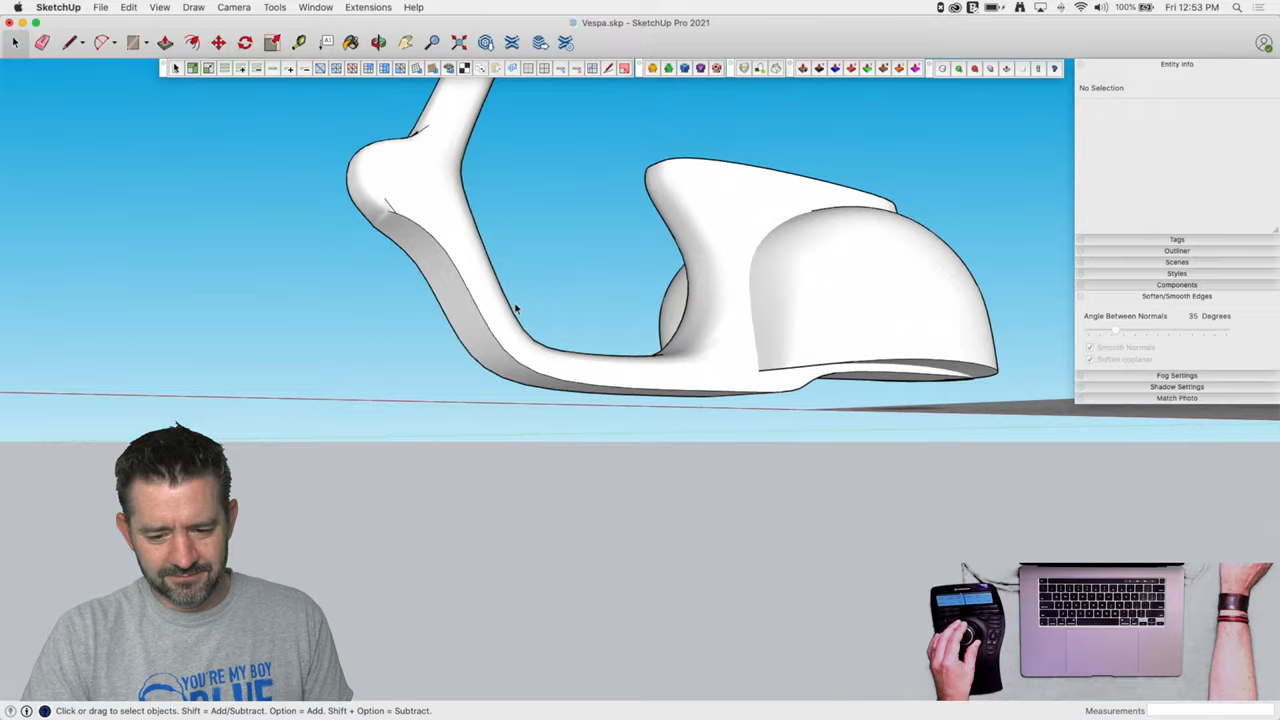 SketchUp File Edit View Draw Camera Tools Window Extensions Help
100% Fri 12:53 PM
Vespa.skp - SketchUp Pro 2021
Entity Info
No Selection
Tags
Outliner
Scenes
Styles
Components
Soften/Smooth Edges
Angle Between Normals 35 Degrees
Smooth Normals
Soften coplanar
Fog Settings
Shadow Settings
Match Photo
YOU'RE MY BOY
BLUE
Click or drag to select objects. Shift = Add/Subtract. Option = Add. Shift + Option = Subtract.
Measurements